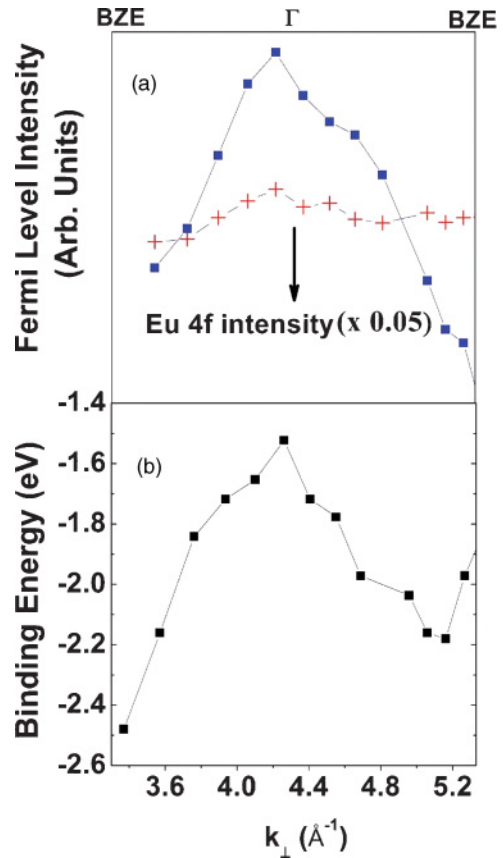 BZE Γ BZE
(a)
Fermi Level Intensity
(Arb. Units)
Eu 4f intensity(x 0.05)
-1.4
(b)
-1.6
-1.8
-2.0
-2.2
-2.4
-2.6
Binding Energy (eV)
3.6 4.0 4.4 4.8 5.2
k⊥ (Å⁻¹)